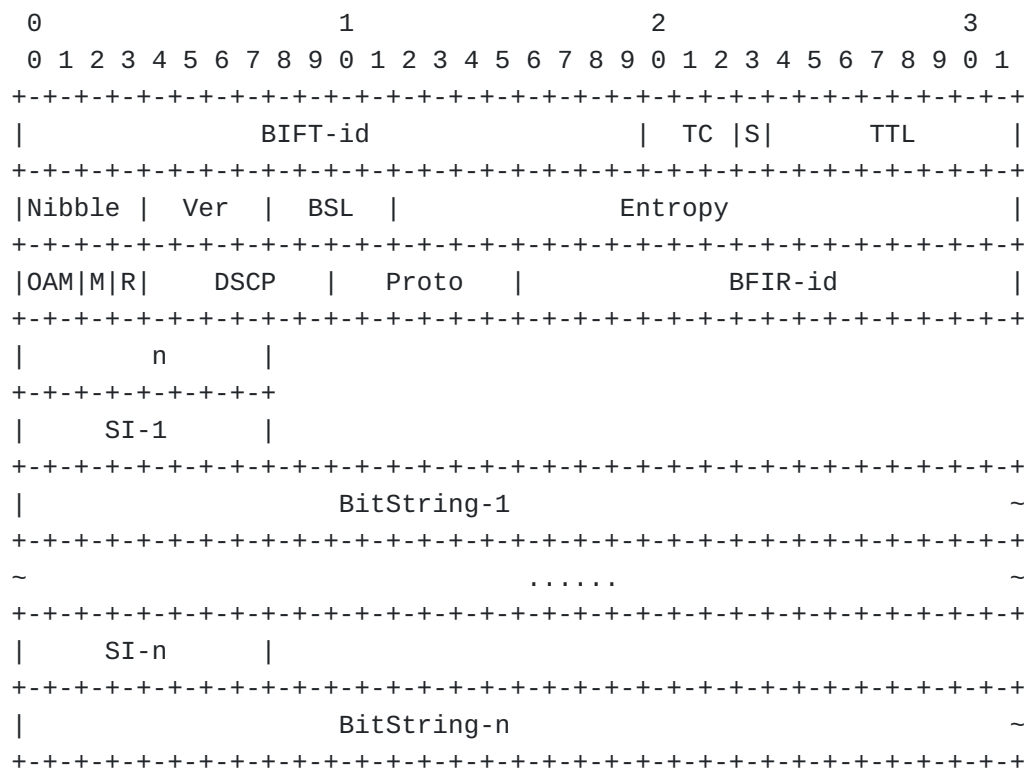 0                   1                   2                   3
 0 1 2 3 4 5 6 7 8 9 0 1 2 3 4 5 6 7 8 9 0 1 2 3 4 5 6 7 8 9 0 1
+-+-+-+-+-+-+-+-+-+-+-+-+-+-+-+-+-+-+-+-+-+-+-+-+-+-+-+-+-+-+-+-+
|               BIFT-id                 |  TC |S|      TTL      |
+-+-+-+-+-+-+-+-+-+-+-+-+-+-+-+-+-+-+-+-+-+-+-+-+-+-+-+-+-+-+-+-+
|Nibble |  Ver  |  BSL  |              Entropy                  |
+-+-+-+-+-+-+-+-+-+-+-+-+-+-+-+-+-+-+-+-+-+-+-+-+-+-+-+-+-+-+-+-+
|OAM|M|R|    DSCP   |   Proto   |             BFIR-id           |
+-+-+-+-+-+-+-+-+-+-+-+-+-+-+-+-+-+-+-+-+-+-+-+-+-+-+-+-+-+-+-+-+
|        n      |
+-+-+-+-+-+-+-+-+
|     SI-1      |
+-+-+-+-+-+-+-+-+-+-+-+-+-+-+-+-+-+-+-+-+-+-+-+-+-+-+-+-+-+-+-+-+
|                    BitString-1                                ~
+-+-+-+-+-+-+-+-+-+-+-+-+-+-+-+-+-+-+-+-+-+-+-+-+-+-+-+-+-+-+-+-+
~                                ......                         ~
+-+-+-+-+-+-+-+-+-+-+-+-+-+-+-+-+-+-+-+-+-+-+-+-+-+-+-+-+-+-+-+-+
|     SI-n      |
+-+-+-+-+-+-+-+-+-+-+-+-+-+-+-+-+-+-+-+-+-+-+-+-+-+-+-+-+-+-+-+-+
|                    BitString-n                                ~
+-+-+-+-+-+-+-+-+-+-+-+-+-+-+-+-+-+-+-+-+-+-+-+-+-+-+-+-+-+-+-+-+